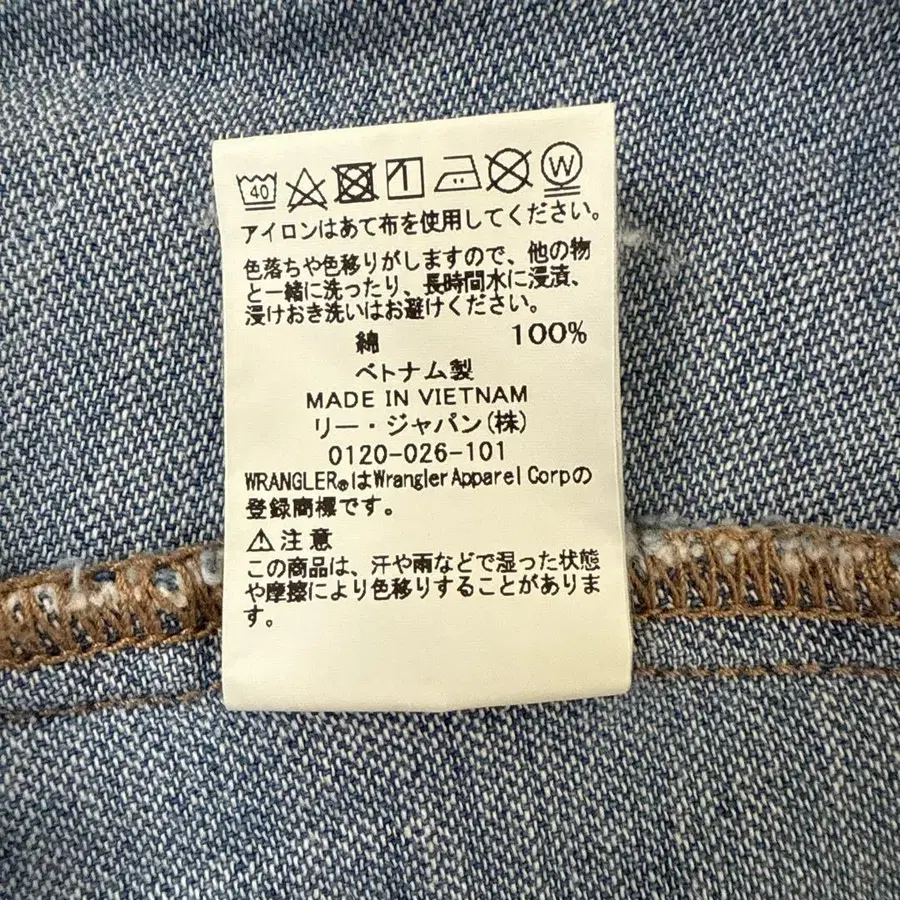 40 W
アイロンはあて布を使用してください。
色落ちや色移りがしますので、他の物
と一緒に洗ったり、長時間水に浸漬、
浸けおき洗いはお避けください。
綿 100%
ベトナム製
MADE IN VIETNAM
リー・ジャパン(株)
0120-026-101
WRANGLER®はWrangler Apparel Corpの
登録商標です。
⚠注意
この商品は、汗や雨などで湿った状態
や摩擦により色移りすることがありま
す。